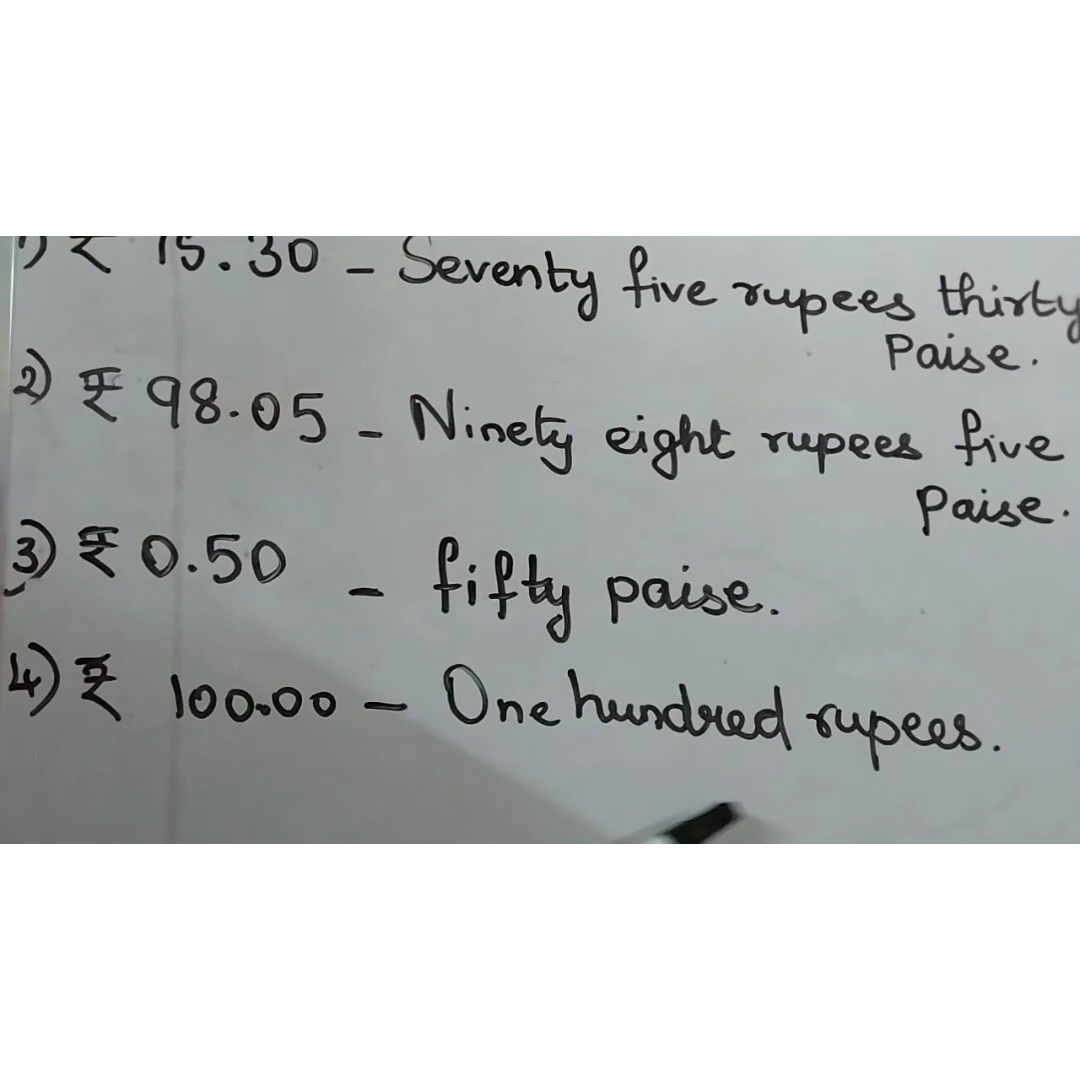 1) ₹ 75.30 - Seventy five rupees thirty
Paise.
2) ₹ 98.05 - Ninety eight rupees five
Paise.
3) ₹ 0.50 - fifty paise.
4) ₹ 100.00 - One hundred rupees.